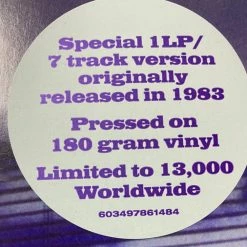 Special 1LP/
7 track version
originally
released in 1983
Pressed on
180 gram vinyl
Limited to 13,000
Worldwide
603497861484